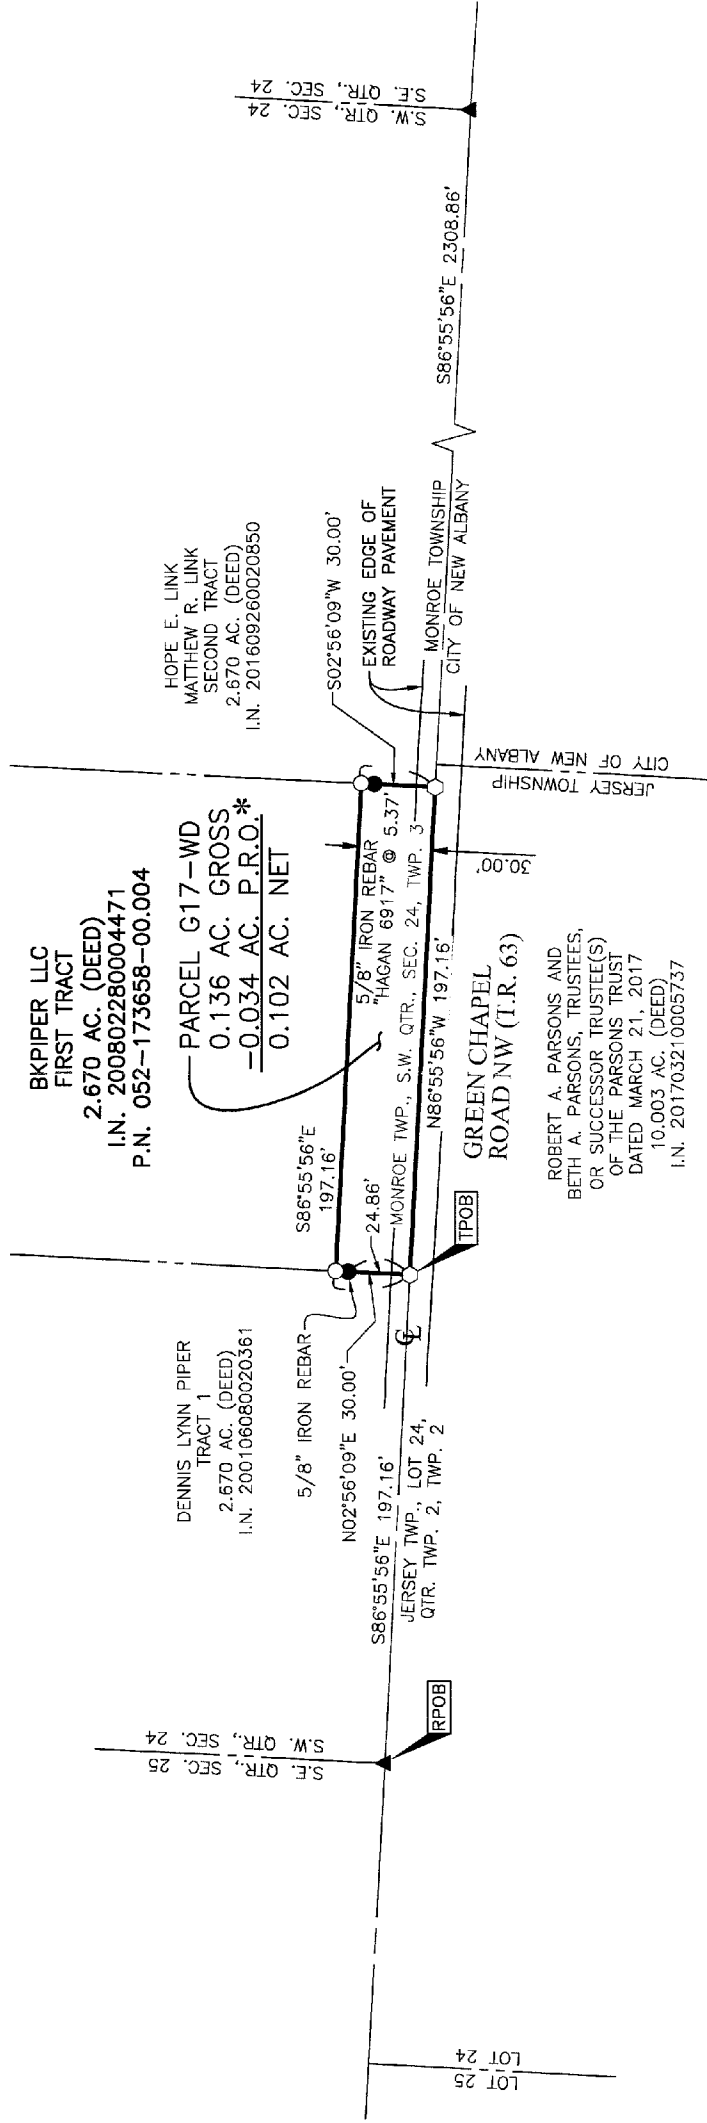 BKPIPER LLC
FIRST TRACT
2.670 AC. (DEED)
I.N. 200802280004471
P.N. 052-173658-00.004
PARCEL G17-WD
0.136 AC. GROSS
-0.034 AC. P.R.O.*
0.102 AC. NET
HOPE E. LINK
MATTHEW R. LINK
SECOND TRACT
2.670 AC. (DEED)
I.N. 201609260020850
DENNIS LYNN PIPER
TRACT 1
2.670 AC. (DEED)
I.N. 200106080020361
S.E. QTR., SEC. 25
S.W. QTR., SEC. 24
S.W. QTR., SEC. 24
S.E. QTR., SEC. 24
S86°55'56"E
197.16'
5/8" IRON REBAR
"HAGAN 6917" @ 5.37'
S02°56'09"W 30.00'
EXISTING EDGE OF
ROADWAY PAVEMENT
5/8" IRON REBAR
N02°56'09"E 30.00'
24.86'
S86°55'56"E 197.16'
MONROE TWP., S.W. QTR., SEC. 24, TWP. 3
N86°55'56"W 197.16'
30.00'
MONROE TOWNSHIP
CITY OF NEW ALBANY
S86°55'56"E 2308.86'
JERSEY TWP., LOT 24,
QTR. TWP. 2, TWP. 2
RPOB
TPOB
CL
GREEN CHAPEL
ROAD NW (T.R. 63)
JERSEY TOWNSHIP
CITY OF NEW ALBANY
ROBERT A. PARSONS AND
BETH A. PARSONS, TRUSTEES,
OR SUCCESSOR TRUSTEE(S)
OF THE PARSONS TRUST
DATED MARCH 21, 2017
10.003 AC. (DEED)
I.N. 201703210005737
LOT 25
LOT 24